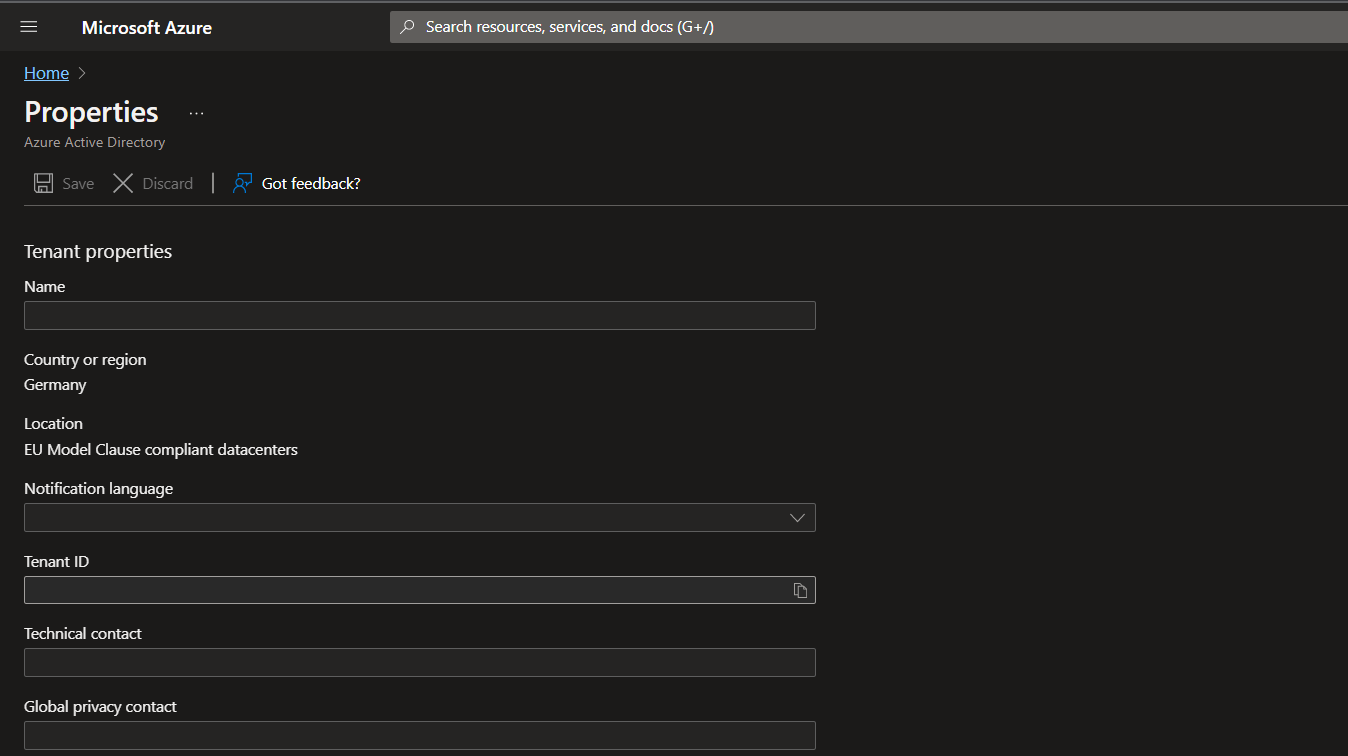 Microsoft Azure
Search resources, services, and docs (G+/)
Home
Properties
Azure Active Directory
Save
Discard
Got feedback?
Tenant properties
Name
Country or region
Germany
Location
EU Model Clause compliant datacenters
Notification language
Tenant ID
Technical contact
Global privacy contact